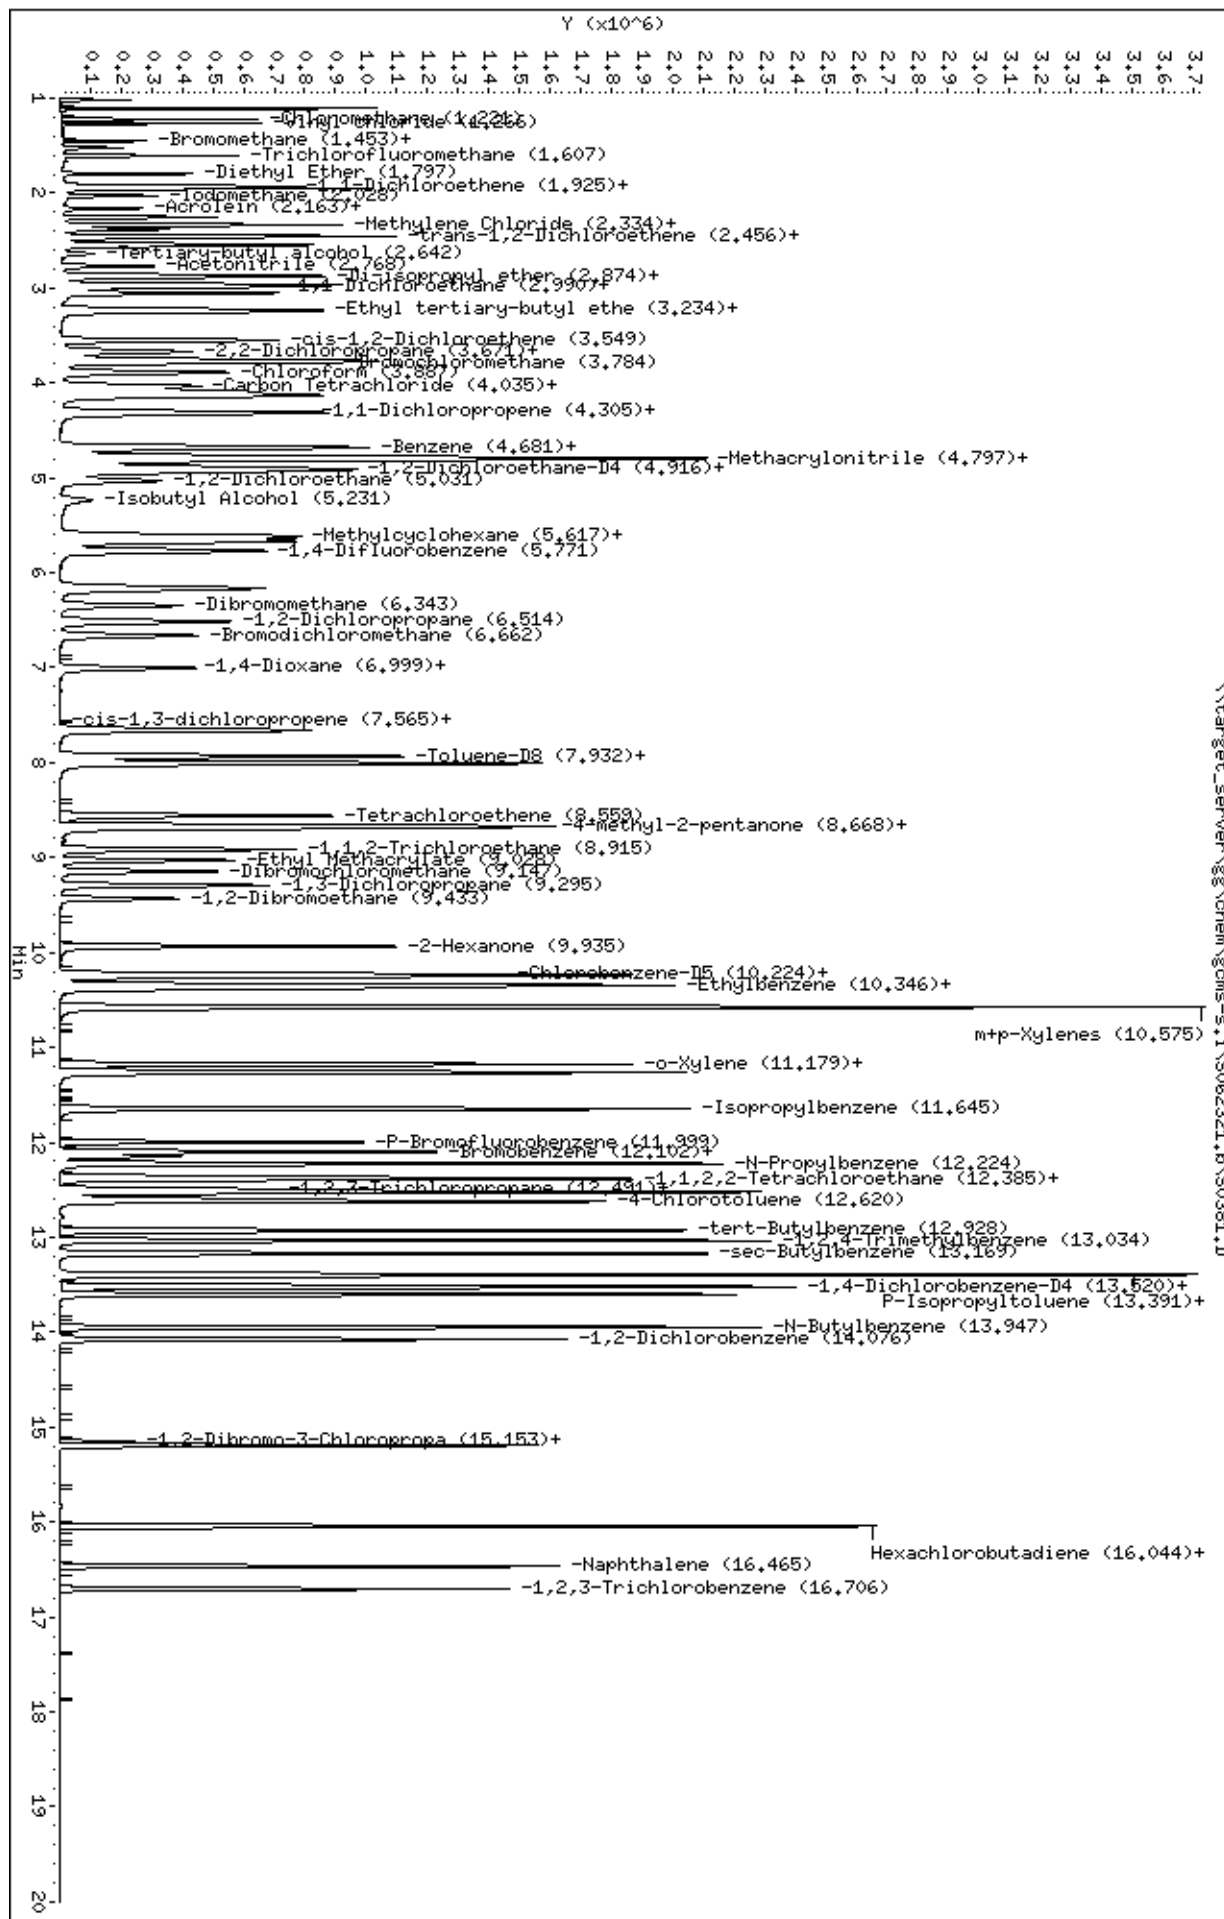 Y (x10^6)
0.1
0.2
0.3
0.4
0.5
0.6
0.7
0.8
0.9
1.0
1.1
1.2
1.3
1.4
1.5
1.6
1.7
1.8
1.9
2.0
2.1
2.2
2.3
2.4
2.5
2.6
2.7
2.8
2.9
3.0
3.1
3.2
3.3
3.4
3.5
3.6
3.7
-Chloromethane (1.221)
-Vinyl chloride (1.266)
-Bromomethane (1.453)+
-Trichlorofluoromethane (1.607)
-Diethyl Ether (1.797)
-1,1-Dichloroethene (1.925)+
-Iodomethane (2.028)
-Acrolein (2.163)+
-Methylene Chloride (2.334)+
-trans-1,2-Dichloroethene (2.456)+
-Tertiary-butyl alcohol (2.642)
-Acetonitrile (2.768)
-Di-isopropyl ether (2.874)+
-1,1-Dichloroethane (2.990)+
-Ethyl tertiary-butyl ethe (3.234)+
-cis-1,2-Dichloroethene (3.549)
-2,2-Dichloropropane (3.671)+
-Bromochloromethane (3.784)
-Chloroform (3.887)
-Carbon Tetrachloride (4.035)+
-1,1-Dichloropropene (4.305)+
-Benzene (4.681)+
-Methacrylonitrile (4.797)+
-1,2-Dichloroethane-D4 (4.916)+
-1,2-Dichloroethane (5.031)
-Isobutyl Alcohol (5.231)
-Methylcyclohexane (5.617)+
-1,4-Difluorobenzene (5.771)
-Dibromomethane (6.343)
-1,2-Dichloropropane (6.514)
-Bromodichloromethane (6.662)
-1,4-Dioxane (6.999)+
-cis-1,3-dichloropropene (7.565)+
-Toluene-D8 (7.932)+
-Tetrachloroethene (8.559)
-4-methyl-2-pentanone (8.668)+
-1,1,2-Trichloroethane (8.915)
-Ethyl Methacrylate (9.028)
-Dibromochloromethane (9.147)
-1,3-Dichloropropane (9.295)
-1,2-Dibromoethane (9.433)
-2-Hexanone (9.935)
-Chlorobenzene-D5 (10.224)+
-Ethylbenzene (10.346)+
m+p-Xylenes (10.575)
-o-Xylene (11.179)+
-Isopropylbenzene (11.645)
-P-Bromofluorobenzene (11.999)
-Bromobenzene (12.102)+
-N-Propylbenzene (12.224)
-1,1,2,2-Tetrachloroethane (12.385)+
-1,2,3-Trichloropropane (12.491)+
-4-Chlorotoluene (12.620)
-tert-Butylbenzene (12.928)
-1,2,4-Trimethylbenzene (13.034)
-sec-Butylbenzene (13.169)
-1,4-Dichlorobenzene-D4 (13.520)+
P-Isopropyltoluene (13.391)+
-N-Butylbenzene (13.947)
-1,2-Dichlorobenzene (14.076)
-1,2-Dibromo-3-Chloropropa (15.153)+
Hexachlorobutadiene (16.044)+
-Naphthalene (16.465)
-1,2,3-Trichlorobenzene (16.706)
1
2
3
4
5
6
7
8
9
10
11
12
13
14
15
16
17
18
19
20
Min